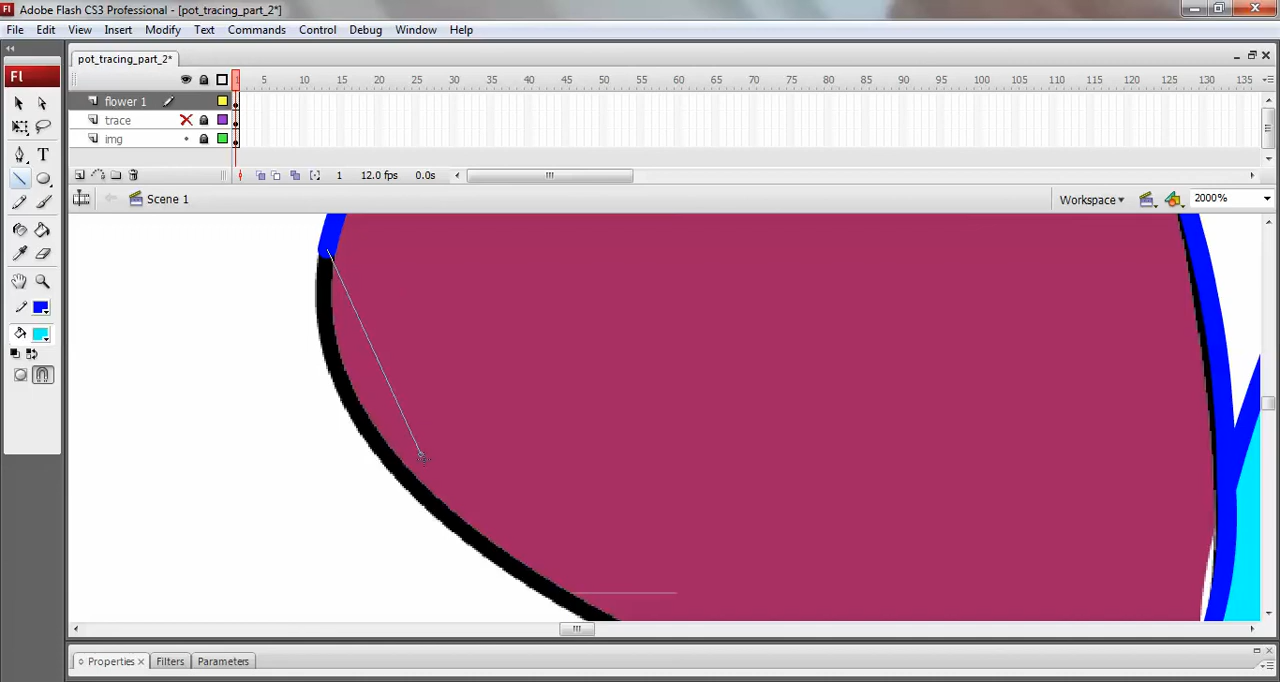 Adobe Flash CS3 Professional - [pot_tracing_part_2*]
File Edit View Insert Modify Text Commands Control Debug Window Help
pot_tracing_part_2*
Fl
1 5 10 15 20 25 30 35 40 45 50 55 60 65 70 75 80 85 90 95 100 105 110 115 120 125 130 135
flower 1
trace
img
1 12.0 fps 0.0s
Scene 1
Workspace
2000%
T
Properties
Filters
Parameters